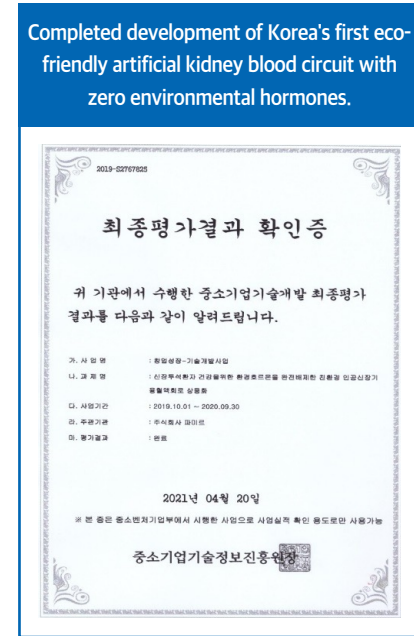 Completed development of Korea's first eco-
friendly artificial kidney blood circuit with
zero environmental hormones.
2019-S2767825
최종평가결과 확인증
귀 기관에서 수행한 중소기업기술개발 최종평가
결과를 다음과 같이 알려드립니다.
가. 사 업 명 : 창업성장-기술개발사업
나. 과 제 명 : 신장투석환자 건강을위한 환경호르몬을 완전배제한 친환경 인공신장기
용혈액회로 상품화
다. 사업기간 : 2019.10.01 ~ 2020.09.30
라. 주관기관 : 주식회사 파이르
마. 평가결과 : 완료
2021년 04월 20일
※ 본 증은 중소벤처기업부에서 시행한 사업으로 사업실적 확인 용도로만 사용가능
중소기업기술정보진흥원장